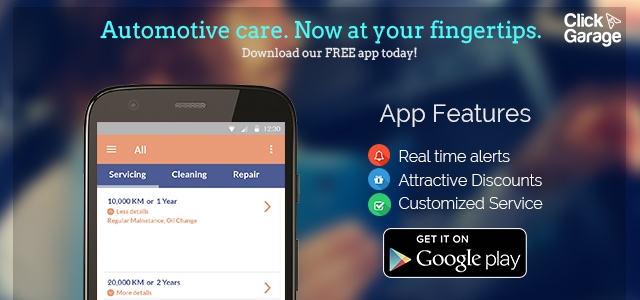 Automotive care. Now at your fingertips.
Download our FREE app today!
Click
Garage
12:30
All
Servicing Cleaning Repair
10,000 KM or 1 Year
Less details
Regular Maintetance, Oil Change
20,000 KM or 2 Years
More details
App Features
Real time alerts
Attractive Discounts
Customized Service
GET IT ON
Google play